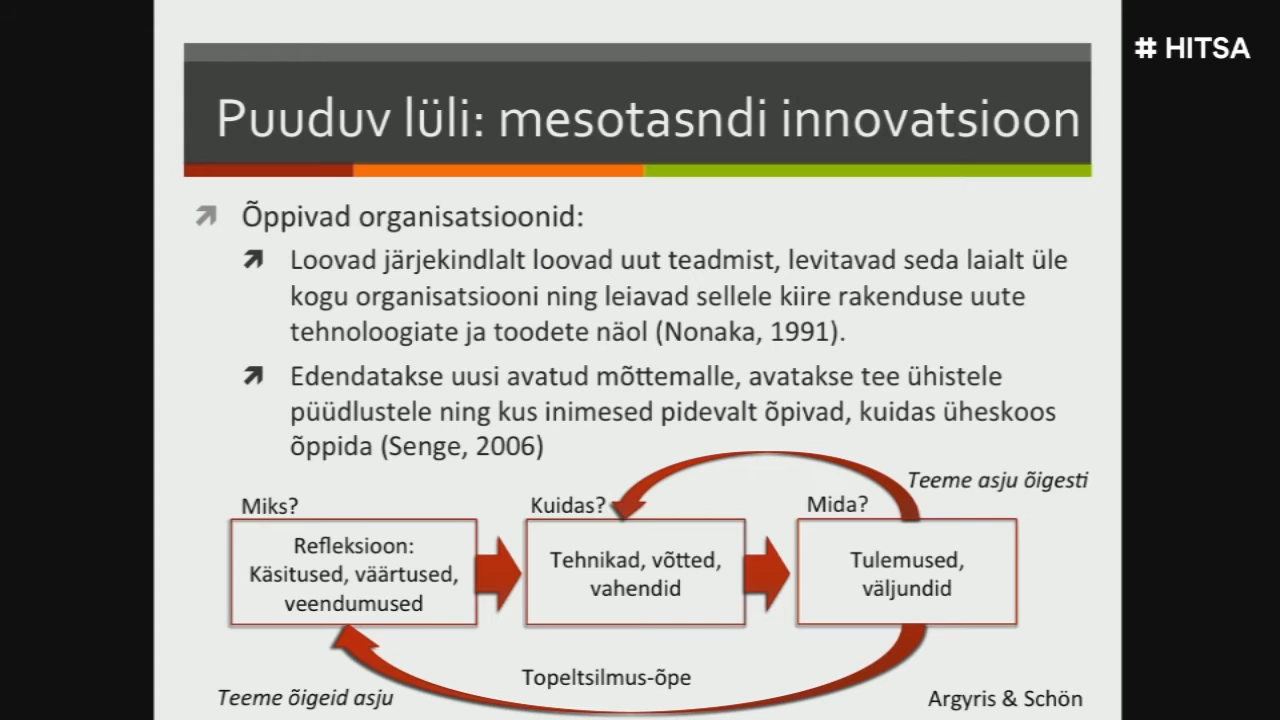 # HITSA
Puuduv lüli: mesotasndi innovatsioon
Õppivad organisatsioonid:
Loovad järjekindlalt loovad uut teadmist, levitavad seda laialt üle
kogu organisatsiooni ning leiavad sellele kiire rakenduse uute
tehnoloogiate ja toodete näol (Nonaka, 1991).
Edendatakse uusi avatud mõttemalle, avatakse tee ühistele
püüdlustele ning kus inimesed pidevalt õpivad, kuidas üheskoos
õppida (Senge, 2006)
Teeme asju õigesti
Miks?
Kuidas?
Mida?
Refleksioon:
Käsitused, väärtused,
veendumused
Tehnikad, võtted,
vahendid
Tulemused,
väljundid
Topeltsilmus-õpe
Teeme õigeid asju
Argyris & Schön